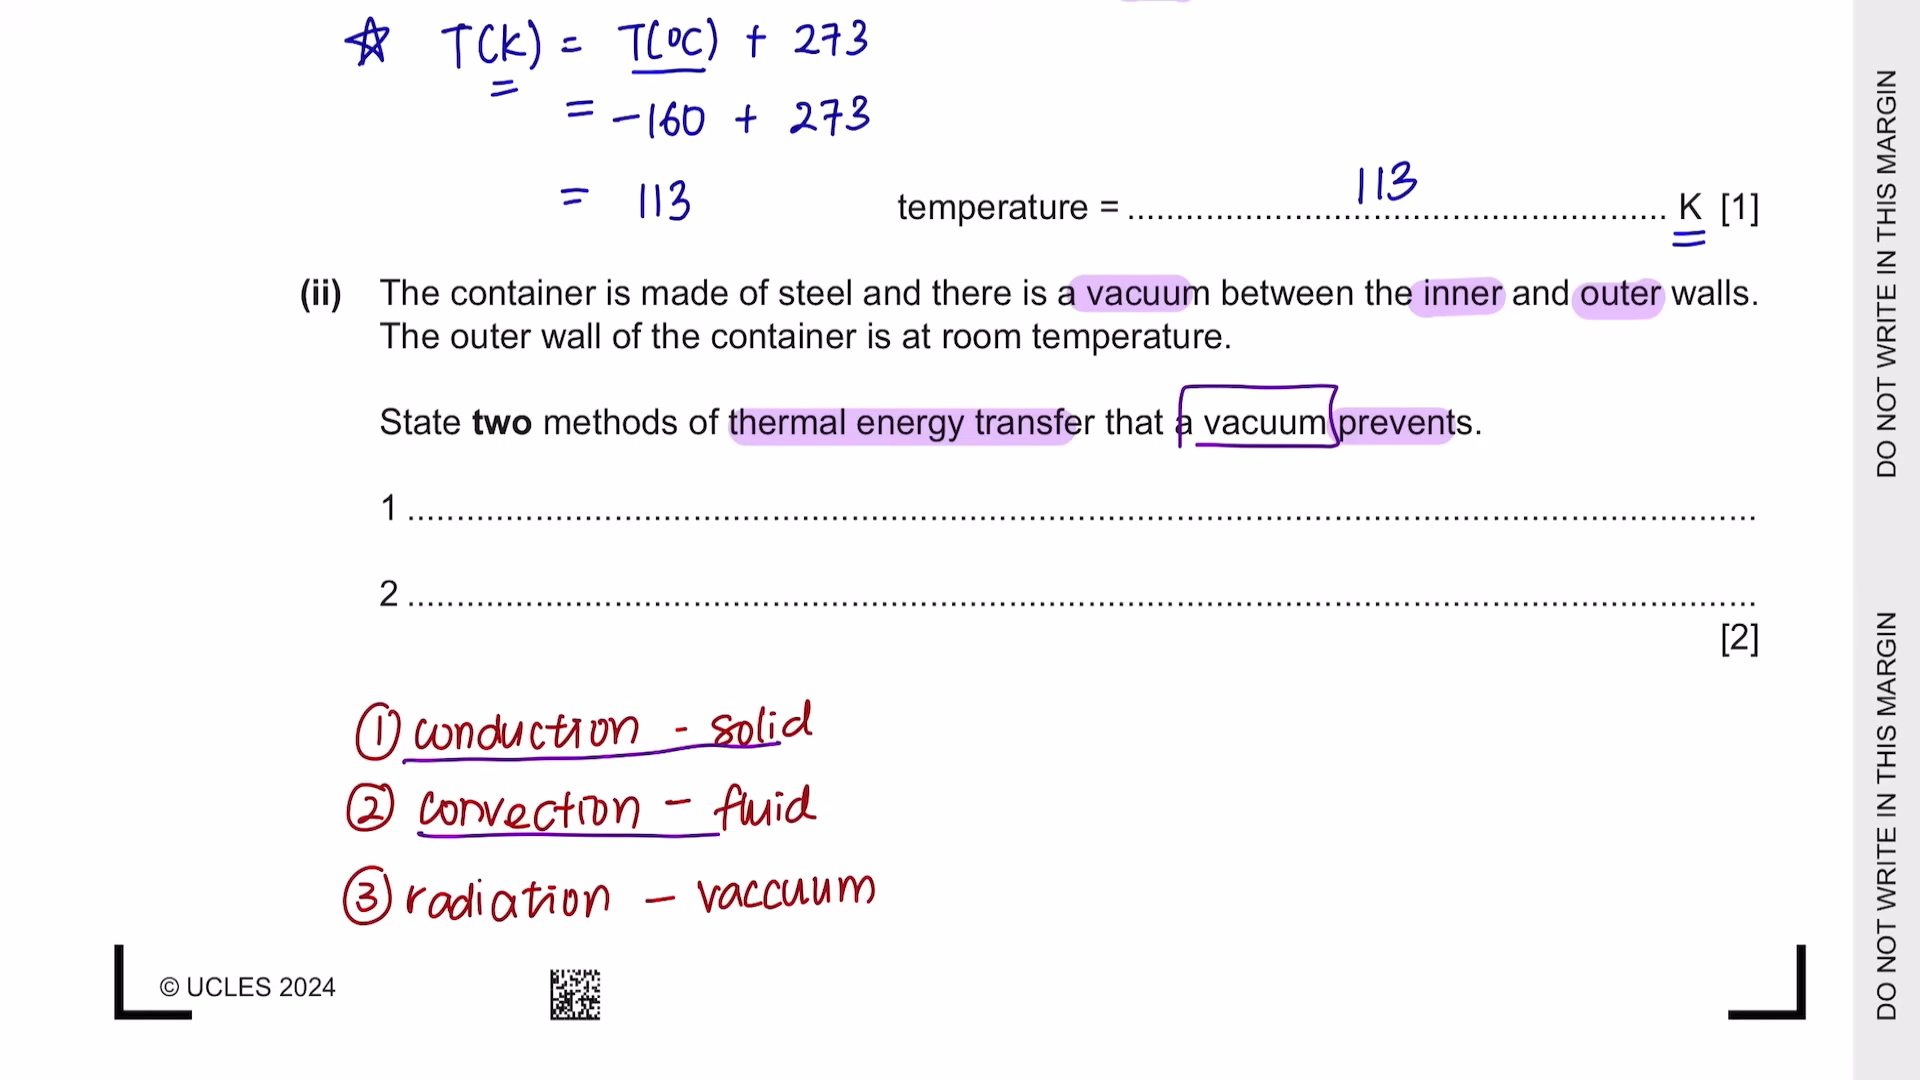 ☆ T(K) = T(°C) + 273
= -160 + 273
= 113
temperature = ........................................................ 113 K [1]
(ii) The container is made of steel and there is a vacuum between the inner and outer walls.
The outer wall of the container is at room temperature.
State two methods of thermal energy transfer that a vacuum prevents.
1 ........................................................
2 ........................................................
[2]
① conduction - solid
② convection - fluid
③ radiation - vaccuum
© UCLES 2024
DO NOT WRITE IN THIS MARGIN
DO NOT WRITE IN THIS MARGIN